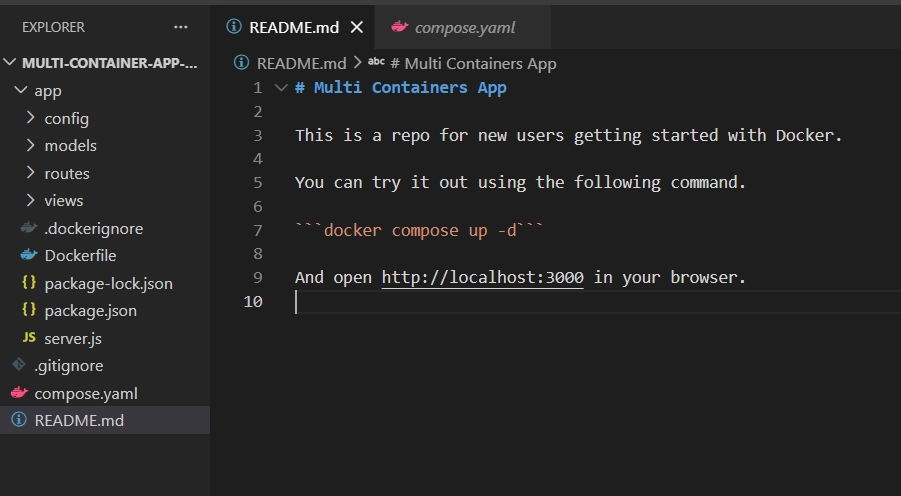 EXPLORER ...
MULTI-CONTAINER-APP-...
app
config
models
routes
views
.dockerignore
Dockerfile
{} package-lock.json
{} package.json
JS server.js
.gitignore
compose.yaml
README.md
README.md compose.yaml
README.md > abc # Multi Containers App
1 # Multi Containers App
2
3 This is a repo for new users getting started with Docker.
4
5 You can try it out using the following command.
6
7 ```docker compose up -d```
8
9 And open http://localhost:3000 in your browser.
10